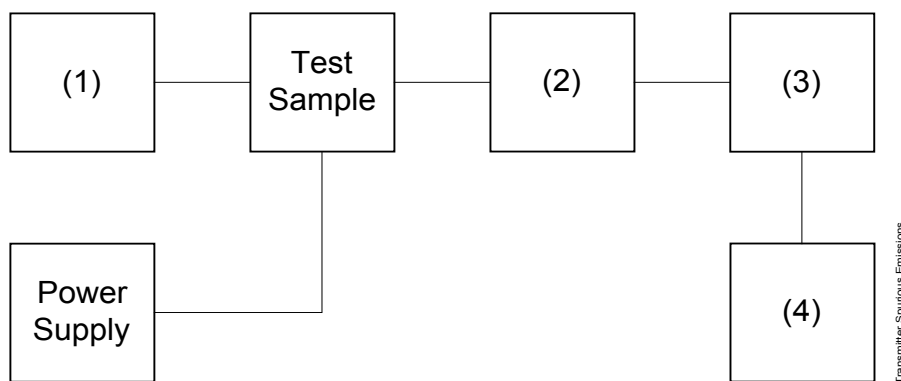 (1)
Test
Sample
(2)
(3)
Power
Supply
(4)
Transmitter Spurious Emissions